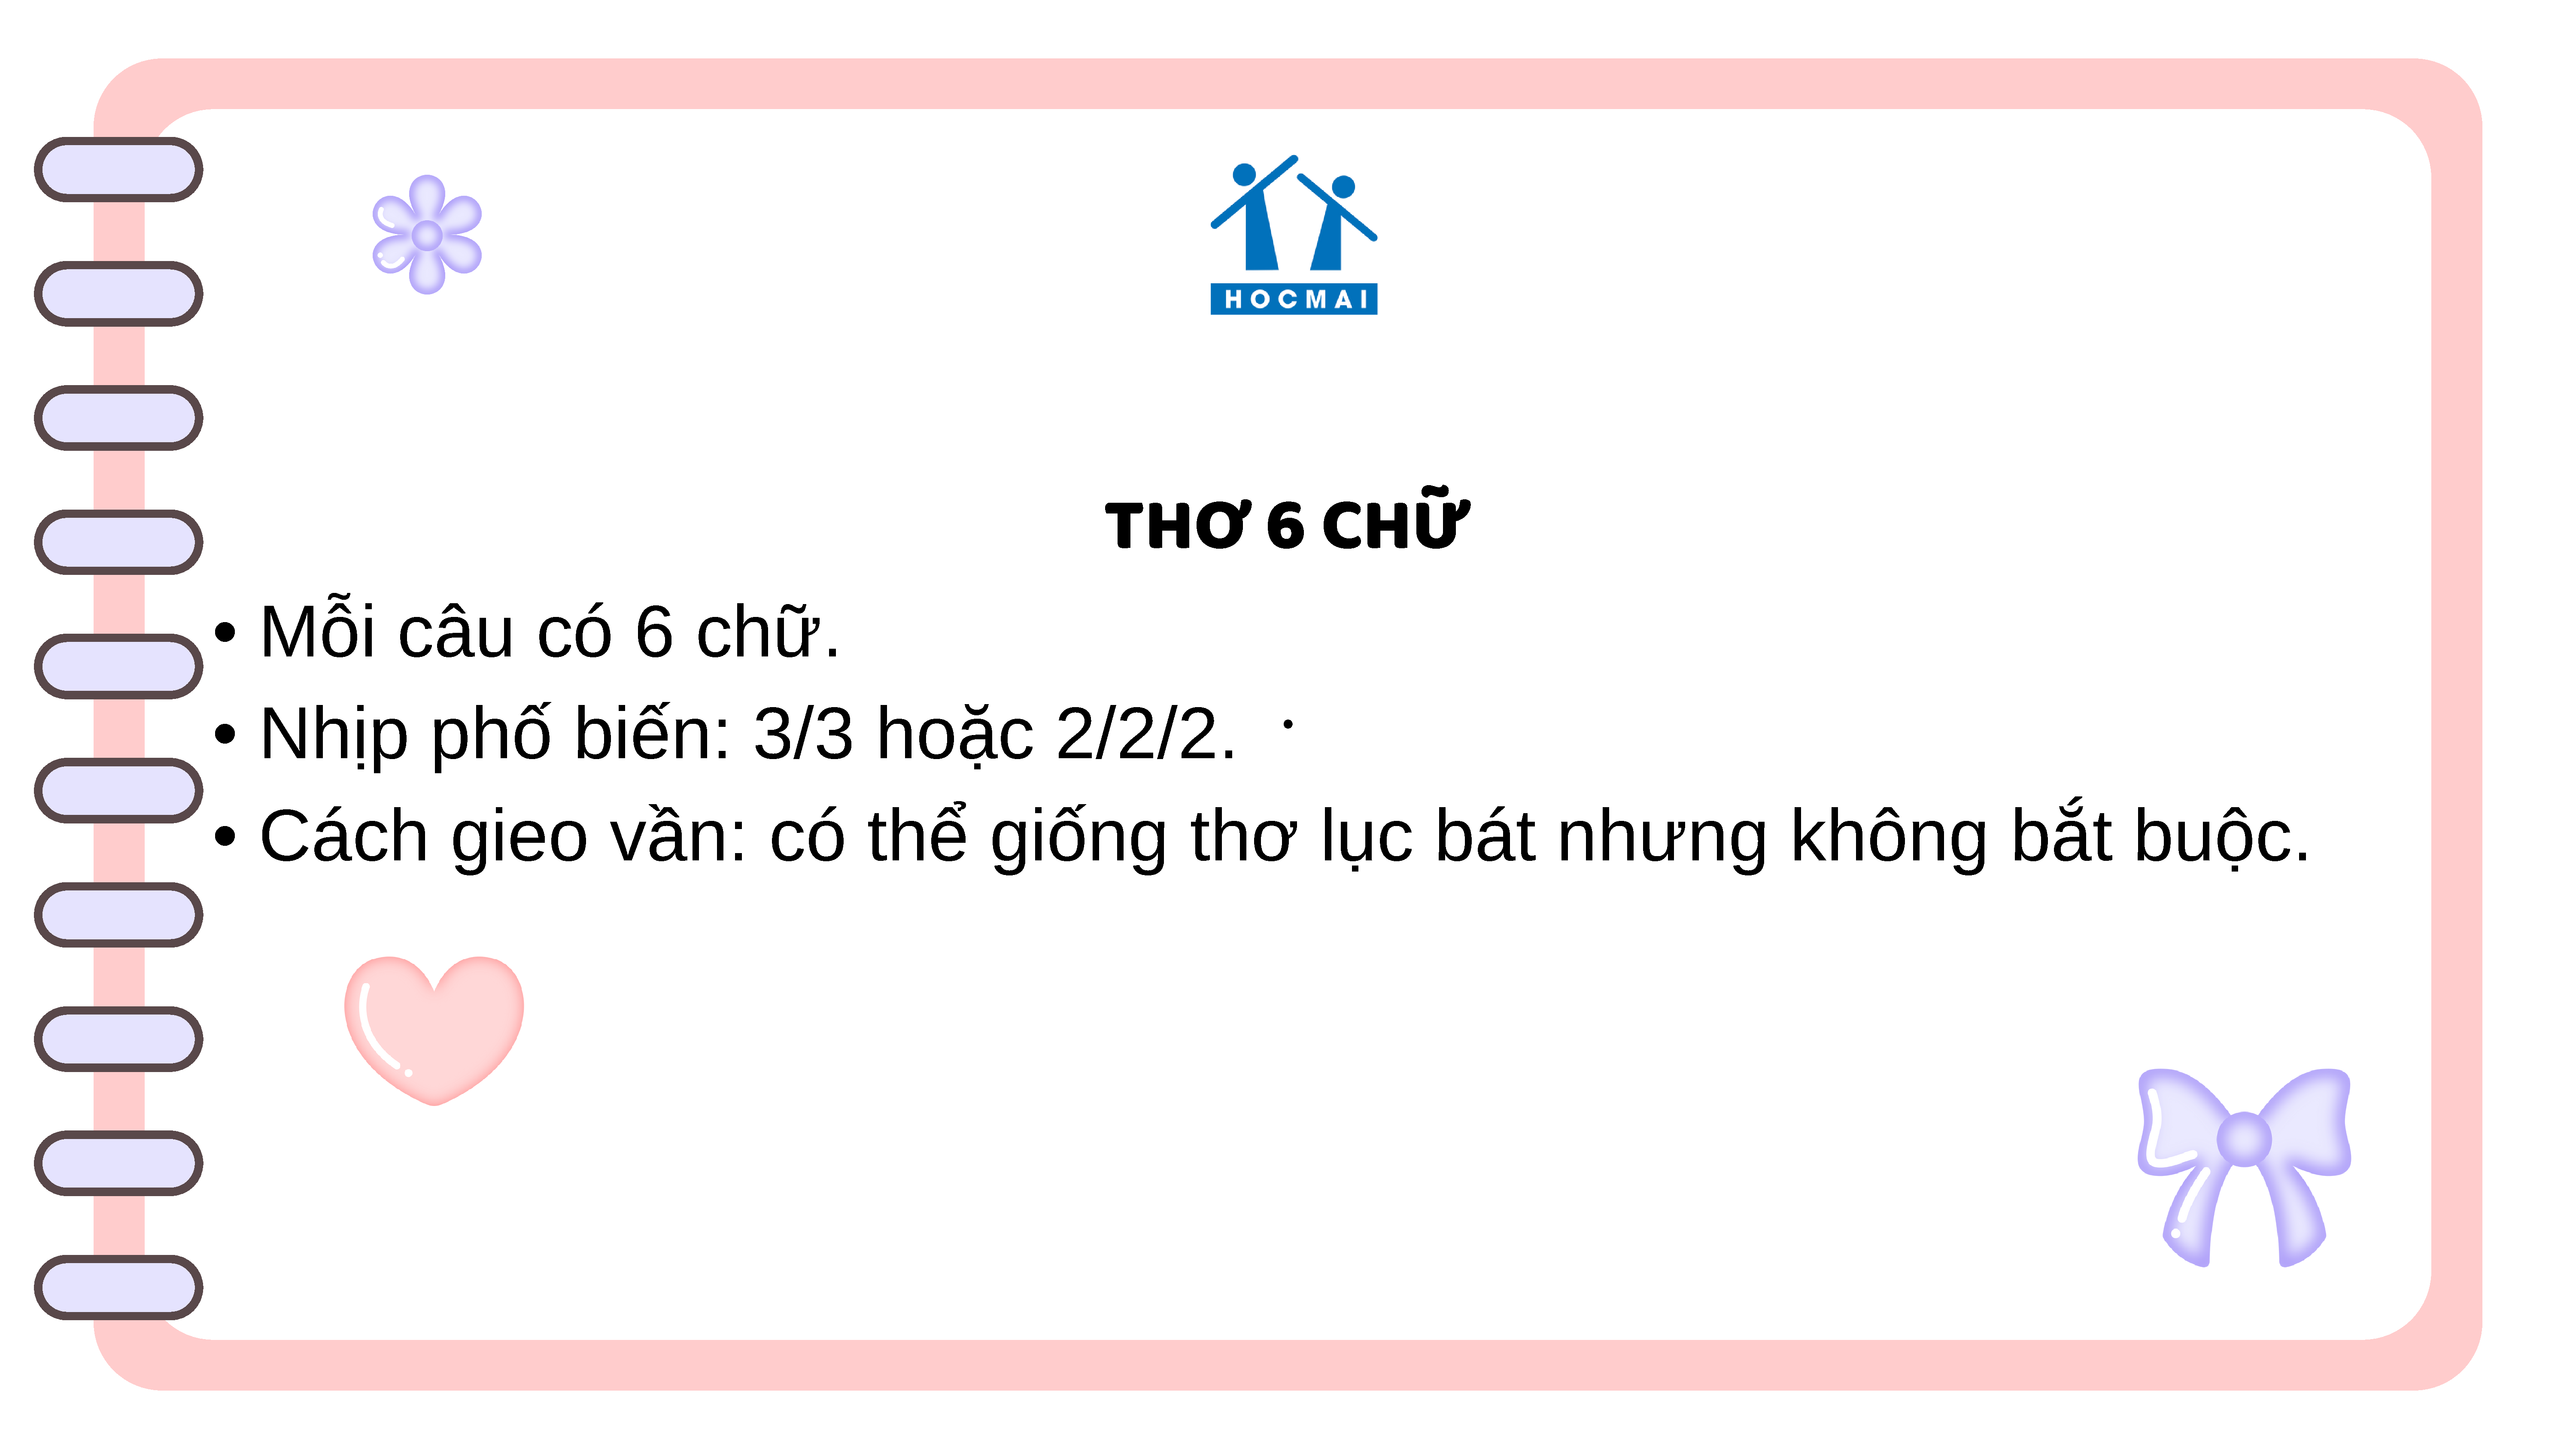 HOCMAI
THƠ 6 CHỮ
• Mỗi câu có 6 chữ.
• Nhịp phố biến: 3/3 hoặc 2/2/2.
• Cách gieo vần: có thể giống thơ lục bát nhưng không bắt buộc.